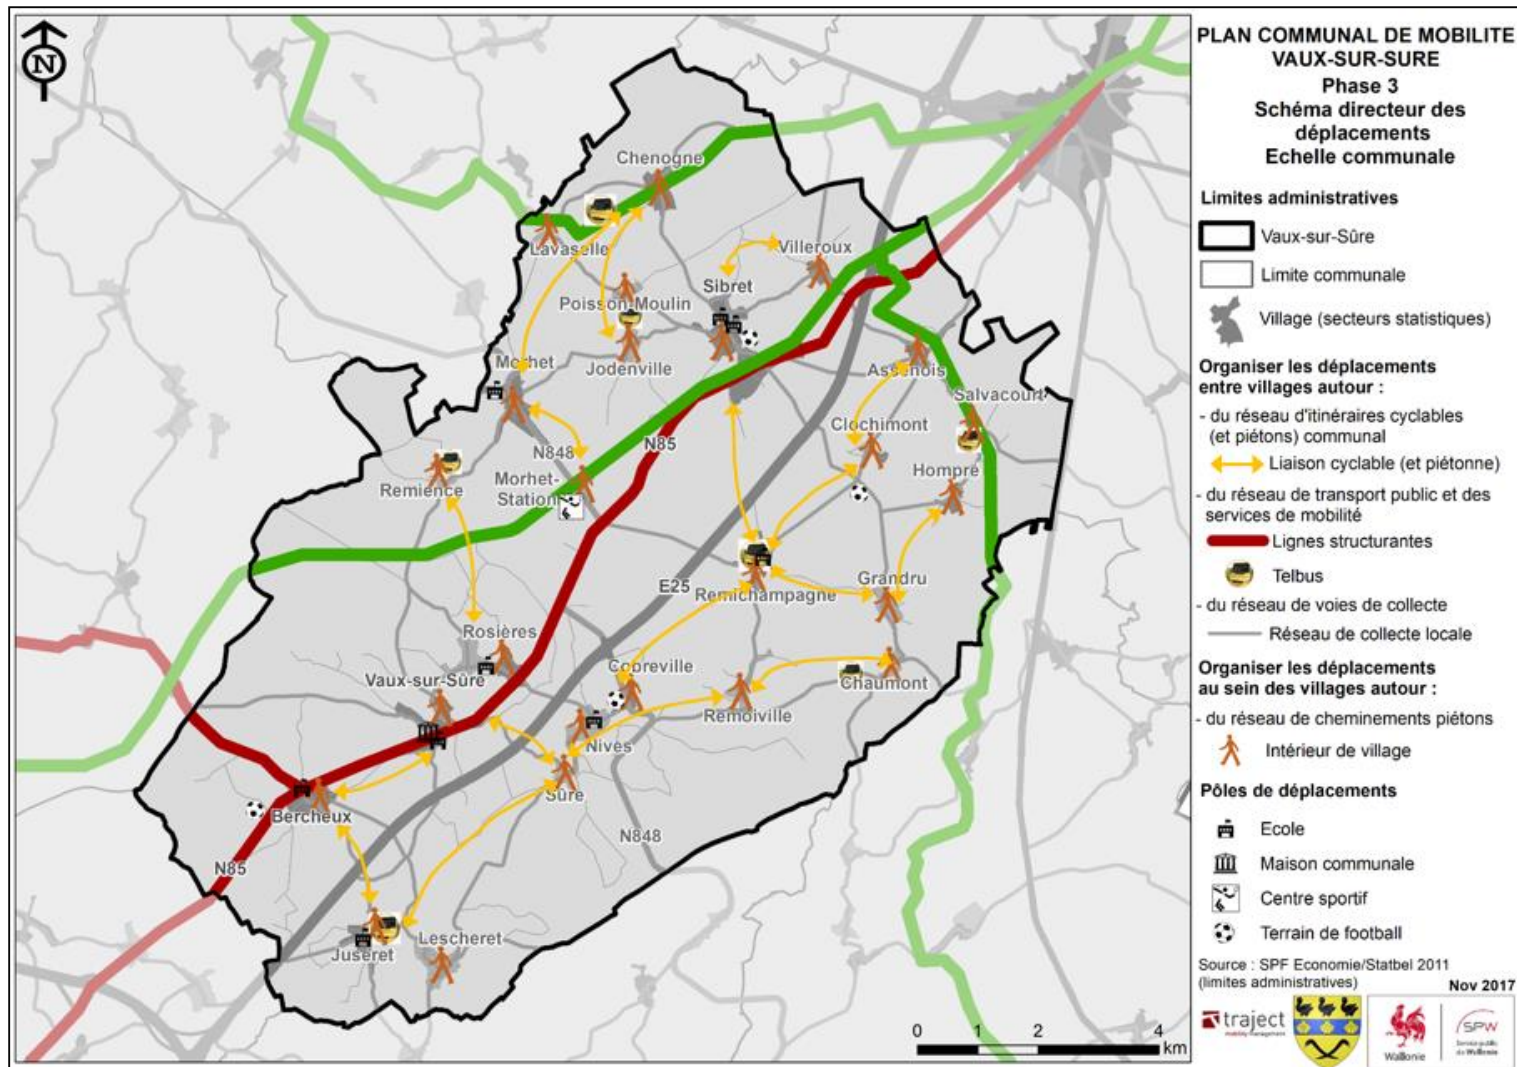 N
Chenogne
Lavaselle
Villeroux
Sibret
Poisson-Moulin
Jodenville
Morhet
Assenois
Salvacourt
Clochimont
N85
N848
Hompré
Morhet-
Station
Remience
E25
Remichampagne
Grandru
Rosières
Cobreville
Vaux-sur-Sûre
Chaumont
Remoiville
Nives
Sûre
Bercheux
N848
N85
Lescheret
Juseret
0 1 2 4
km
PLAN COMMUNAL DE MOBILITE
VAUX-SUR-SURE
Phase 3
Schéma directeur des
déplacements
Echelle communale
Limites administratives
Vaux-sur-Sûre
Limite communale
Village (secteurs statistiques)
Organiser les déplacements
entre villages autour :
- du réseau d'itinéraires cyclables
(et piétons) communal
Liaison cyclable (et piétonne)
- du réseau de transport public et des
services de mobilité
Lignes structurantes
Telbus
- du réseau de voies de collecte
Réseau de collecte locale
Organiser les déplacements
au sein des villages autour :
- du réseau de cheminements piétons
Intérieur de village
Pôles de déplacements
Ecole
Maison communale
Centre sportif
Terrain de football
Source : SPF Economie/Statbel 2011
(limites administratives)
Nov 2017
traject
mobility management
Wallonie
SPW
Service public
de Wallonie